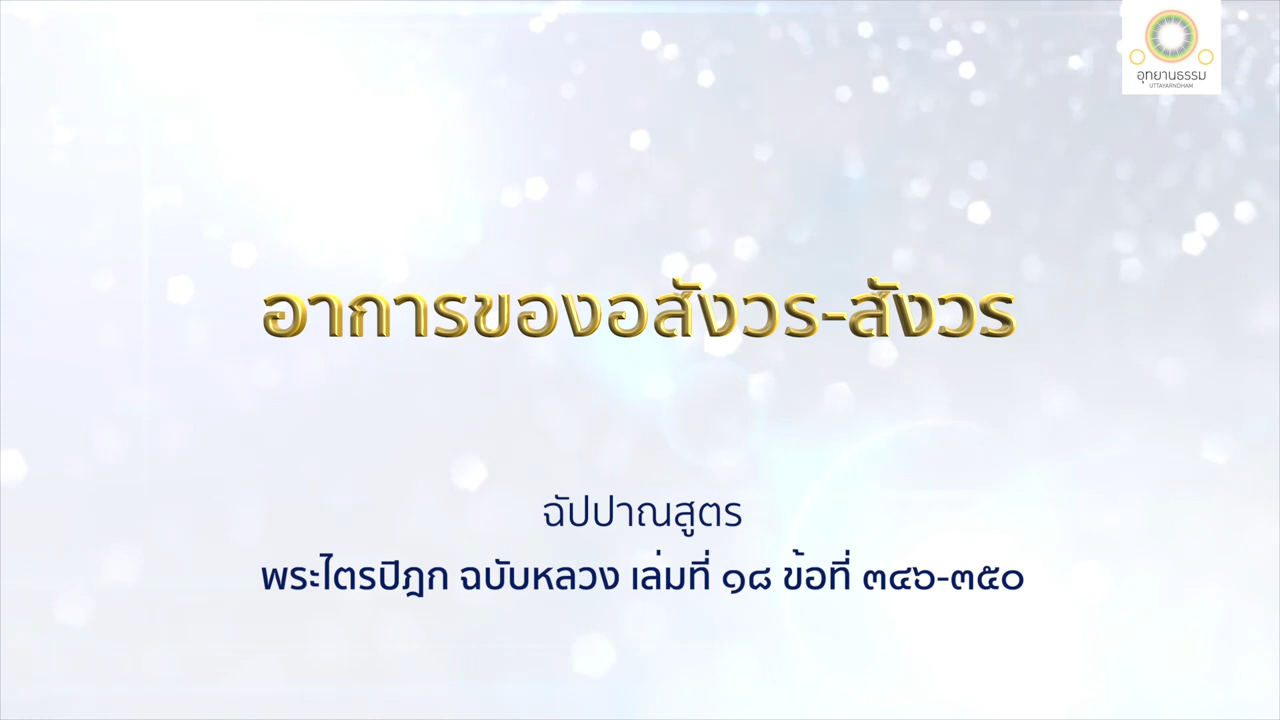 อุทยานธรรม
UTTAYARNDHAM
อาการของอสังวร-สังวร
ฉัปปาณสูตร
พระไตรปิฎก ฉบับหลวง เล่มที่ ๑๘ ข้อที่ ๓๔๖-๓๕๐